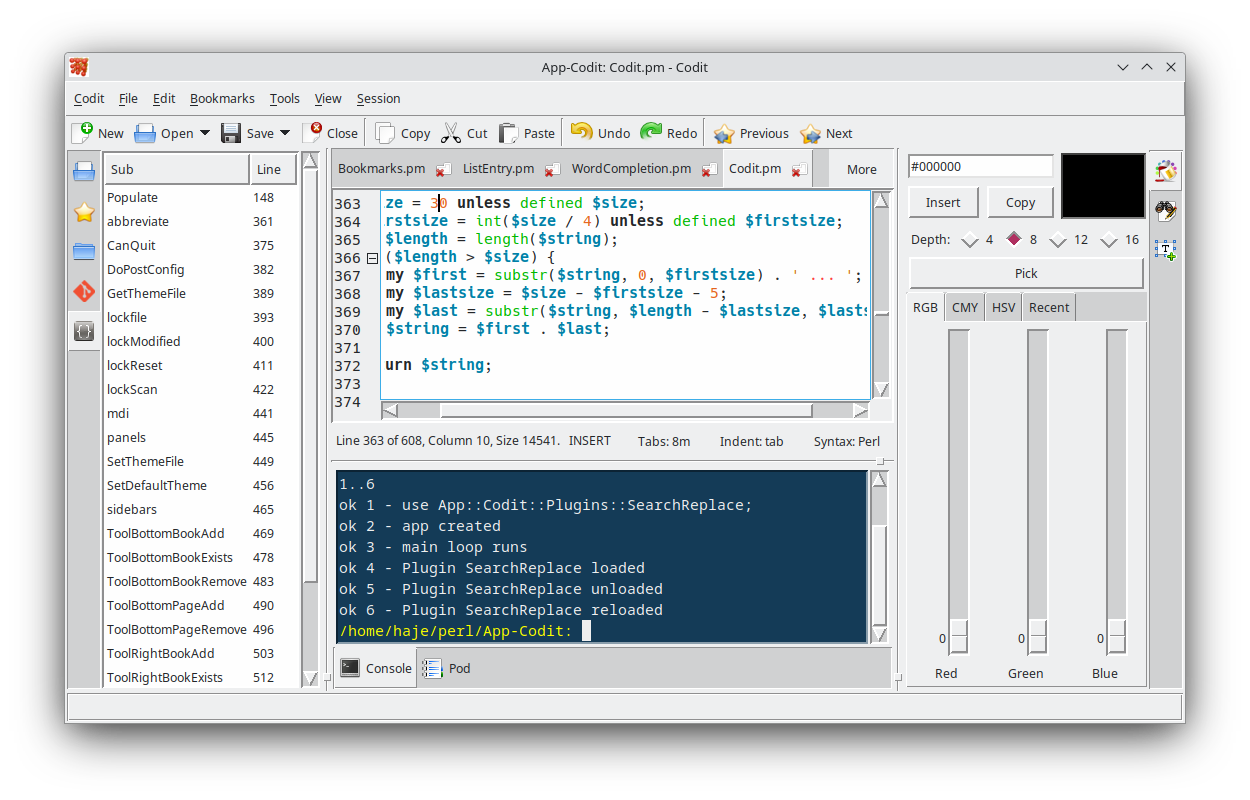 App-Codit: Codit.pm - Codit
Codit File Edit Bookmarks Tools View Session
New Open Save Close Copy Cut Paste Undo Redo Previous Next
Sub Line
Populate 148
abbreviate 361
CanQuit 375
DoPostConfig 382
GetThemeFile 389
lockfile 393
lockModified 400
lockReset 411
lockScan 422
mdi 441
panels 445
SetThemeFile 449
SetDefaultTheme 456
sidebars 465
ToolBottomBookAdd 469
ToolBottomBookExists 478
ToolBottomBookRemove 483
ToolBottomPageAdd 490
ToolBottomPageRemove 496
ToolRightBookAdd 503
ToolRightBookExists 512
Bookmarks.pm ListEntry.pm WordCompletion.pm Codit.pm More
363 ze = 30 unless defined $size;
364 rstsize = int($size / 4) unless defined $firstsize;
365 $length = length($string);
366 ($length > $size) {
367 my $first = substr($string, 0, $firstsize) . ' ... ';
368 my $lastsize = $size - $firstsize - 5;
369 my $last = substr($string, $length - $lastsize, $lasts
370 $string = $first . $last;
371
372 urn $string;
373
374
Line 363 of 608, Column 10, Size 14541. INSERT Tabs: 8m Indent: tab Syntax: Perl
1..6
ok 1 - use App::Codit::Plugins::SearchReplace;
ok 2 - app created
ok 3 - main loop runs
ok 4 - Plugin SearchReplace loaded
ok 5 - Plugin SearchReplace unloaded
ok 6 - Plugin SearchReplace reloaded
/home/haje/perl/App-Codit:
Console Pod
#000000
Insert Copy
Depth: 4 8 12 16
Pick
RGB CMY HSV Recent
0 0 0
Red Green Blue